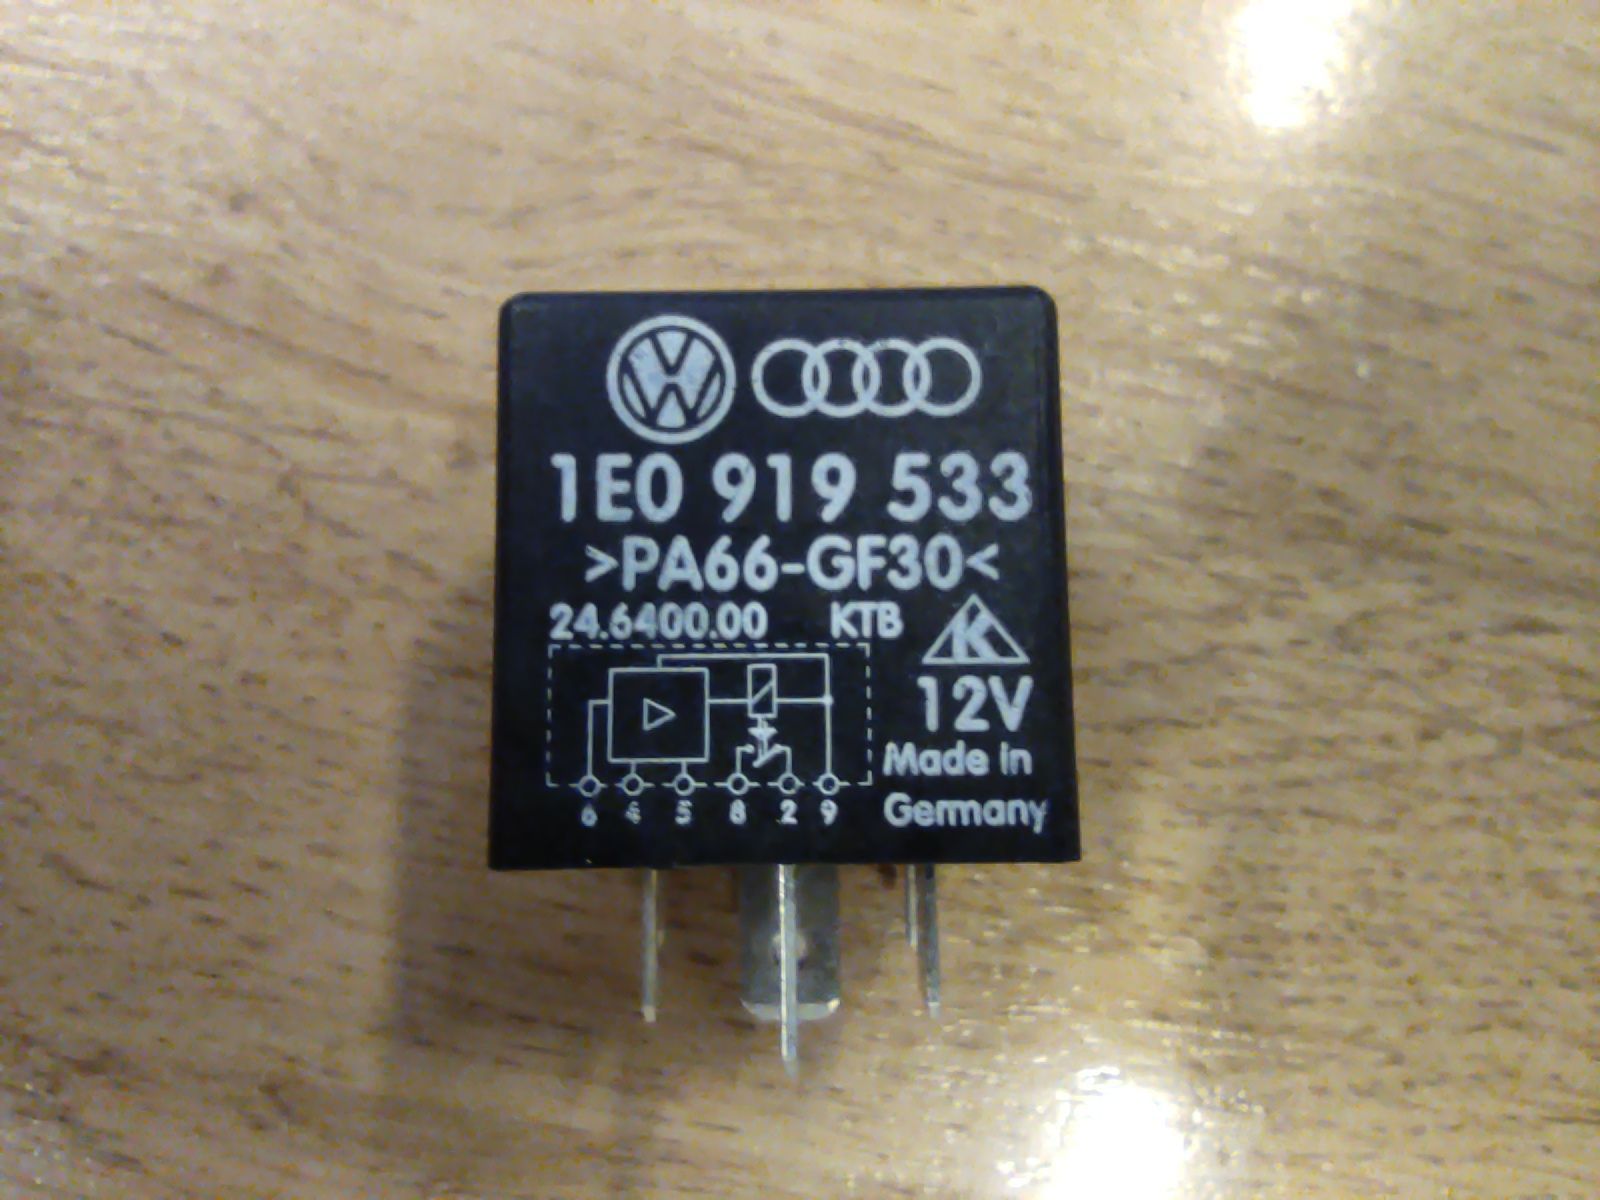 1E0 919 533
>PA66-GF30<
24.6400.00 KTB
K
12V
Made in
Germany
6 4 5 8 2 9